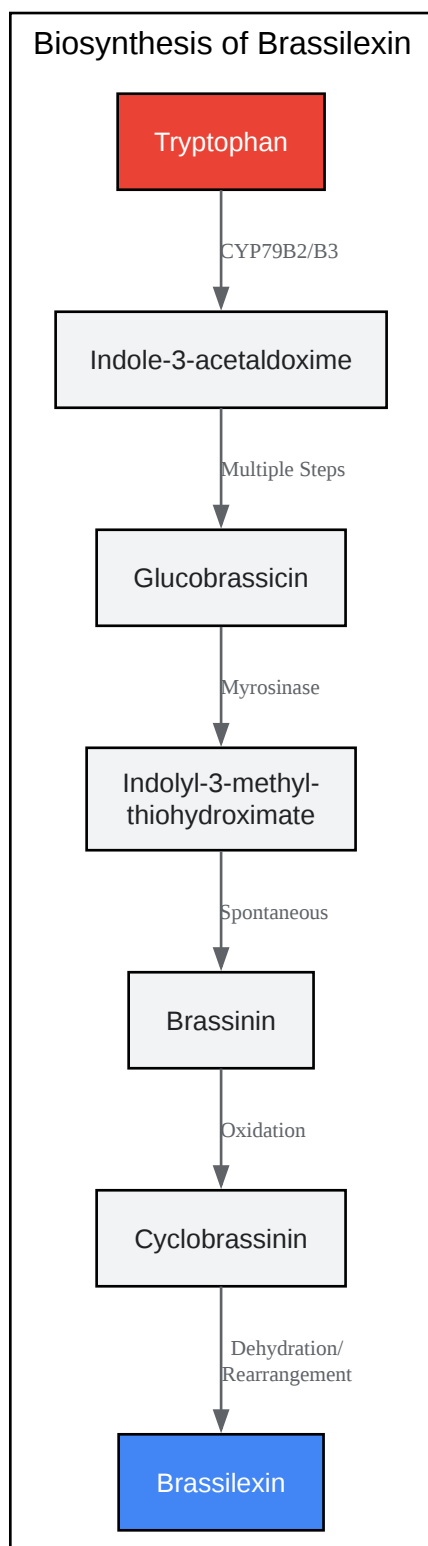 Biosynthesis of Brassilexin
Tryptophan
CYP79B2/B3
Indole-3-acetaldoxime
Multiple Steps
Glucobrassicin
Myrosinase
Indolyl-3-methyl-
thiohydroximate
Spontaneous
Brassinin
Oxidation
Cyclobrassinin
Dehydration/
Rearrangement
Brassilexin